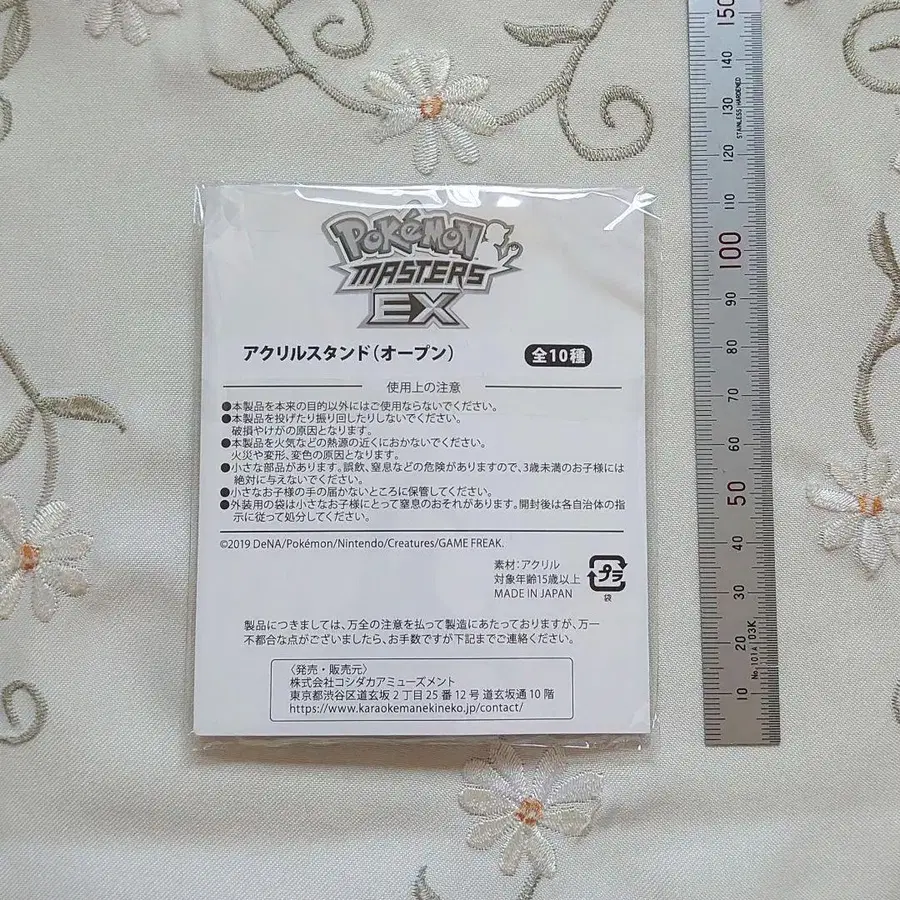 Pokémon
MASTERS
EX
アクリルスタンド(オープン)
全10種
使用上の注意
●本製品を本来の目的以外にはご使用ならないでください。
●本製品を投げたり振り回したりしないでください。
破損やけがの原因となります。
●本製品を火気などの熱源の近くにおかないでください。
火災や変形、変色の原因となります。
●小さな部品があります。誤飲、窒息などの危険がありますので、3歳未満のお子様には
絶対に与えないでください。
●小さなお子様の手の届かないところに保管してください。
●外装用の袋は小さなお子様にとって窒息のおそれがあります。開封後は各自治体の指
示に従って処分してください。
©2019 DeNA/Pokémon/Nintendo/Creatures/GAME FREAK.
素材:アクリル
対象年齢15歳以上
MADE IN JAPAN
プラ
袋
製品につきましては、万全の注意を払って製造にあたっておりますが、万一
不都合な点がございましたら、お手数ですが下記までご連絡ください。
〈発売・販売元〉
株式会社コシダカアミューズメント
東京都渋谷区道玄坂2丁目25番12号 道玄坂通10階
https://www.karaokemanekineko.jp/contact/
150
140
130
STAINLESS HARDENED
120
110
100
90
80
70
60
50
40
30
20
No.101A 03K
10